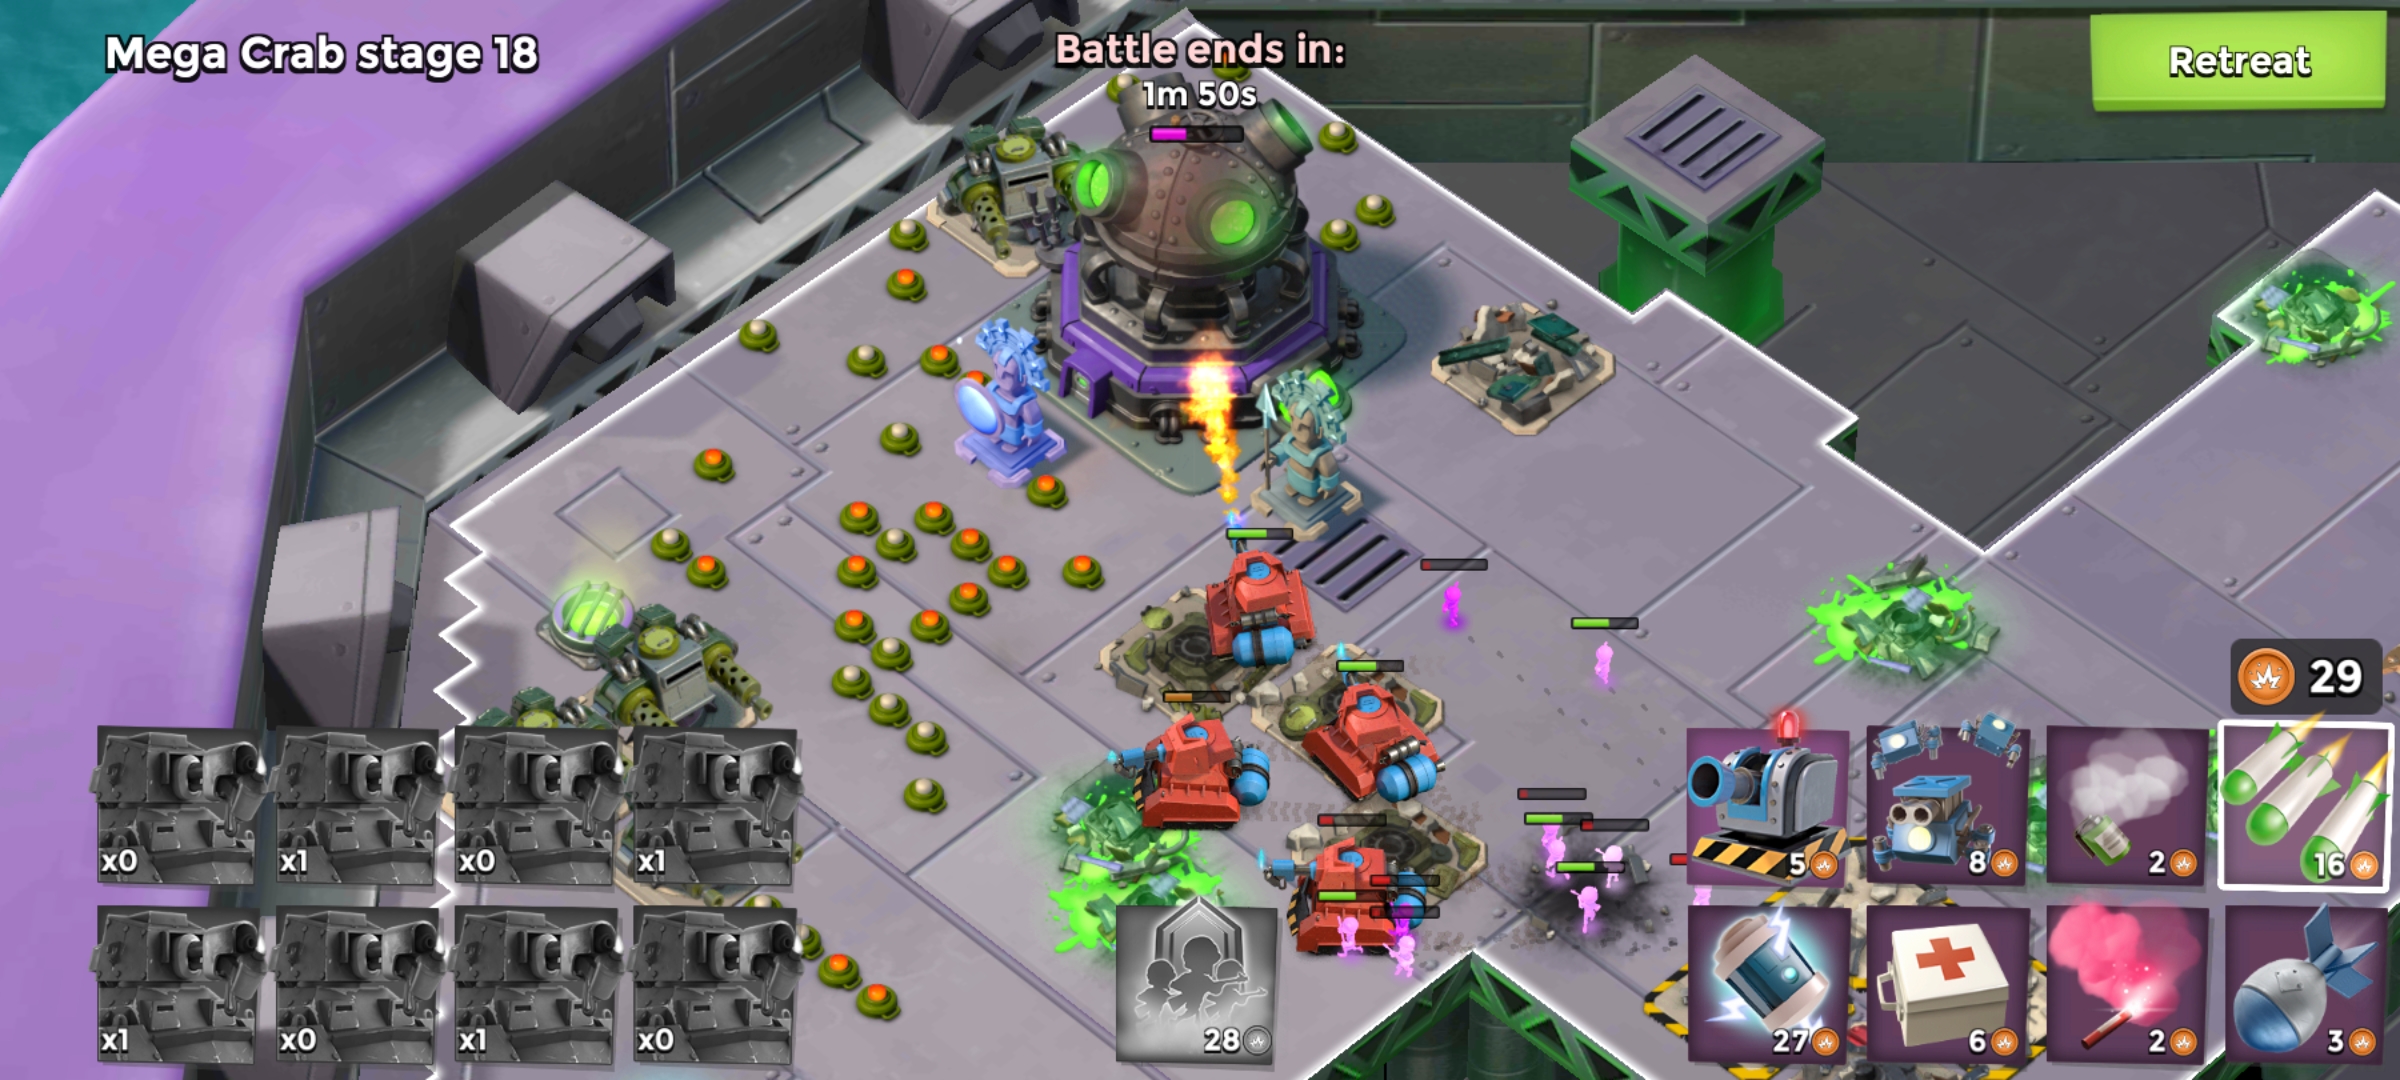 Mega Crab stage 18
Battle ends in:
1m 50s
Retreat
29
x0
x1
x0
x1
5
8
2
16
x1
x0
x1
x0
28
27
6
2
3